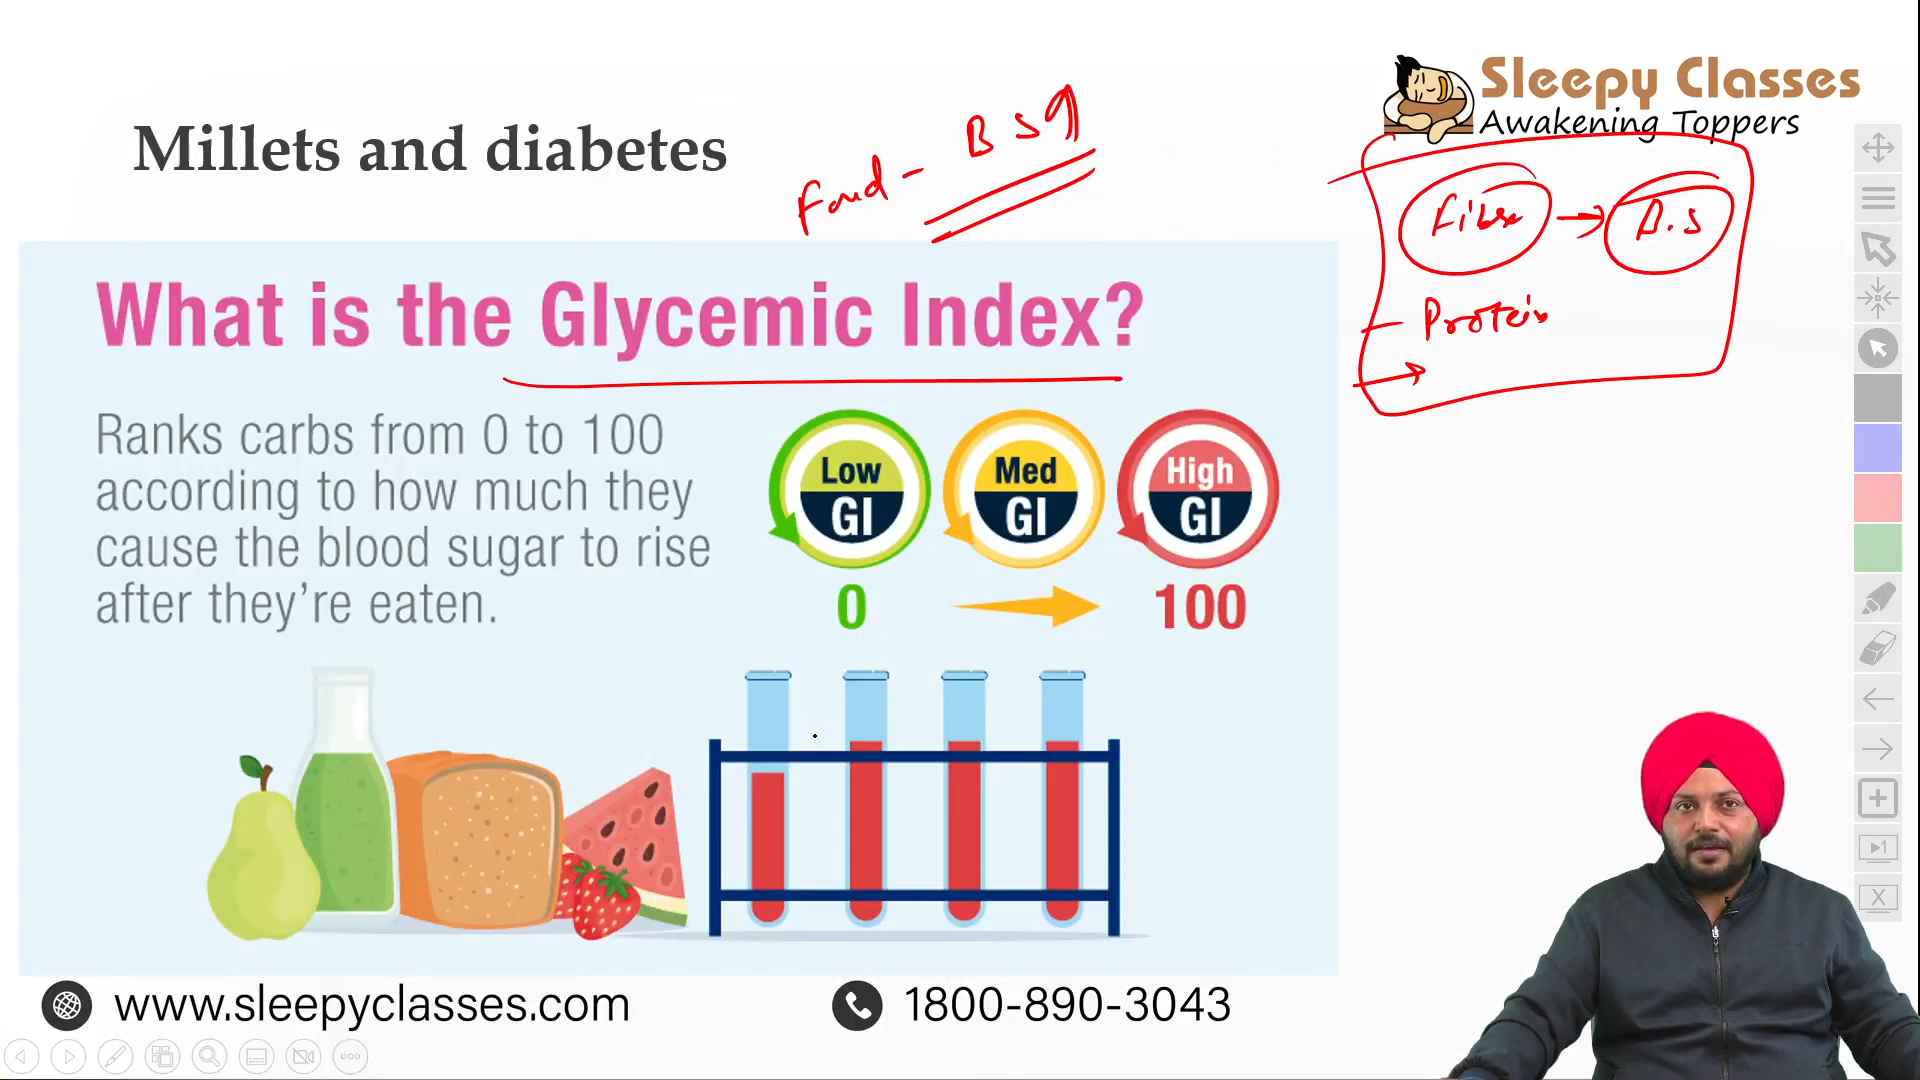 Sleepy Classes
Awakening Toppers
Millets and diabetes
Food - B S ↑
Fibre → B.S
- Protein
→
What is the Glycemic Index?
Ranks carbs from 0 to 100
according to how much they
cause the blood sugar to rise
after they're eaten.
Low
GI
Med
GI
High
GI
0
100
www.sleepyclasses.com
1800-890-3043